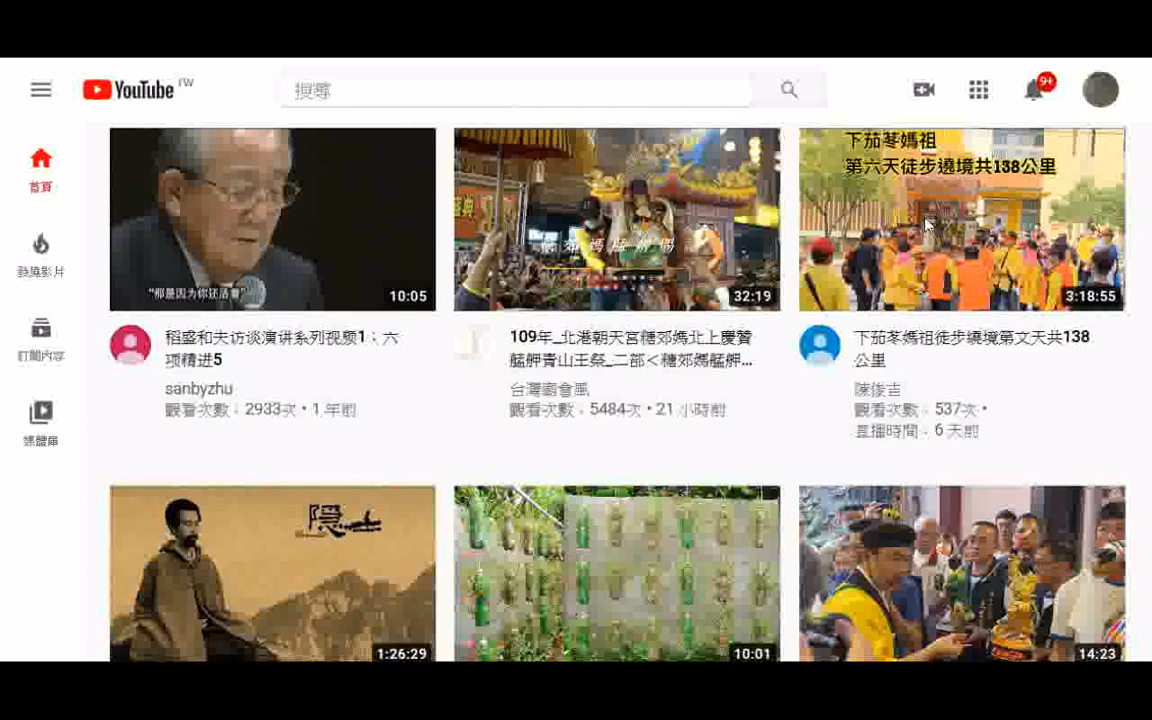 YouTube TW
搜尋
9+
首頁
發燒影片
訂閱內容
媒體庫
"那是因为你还活着"
10:05
稻盛和夫访谈演讲系列视频1：六
项精进5
sanbyzhu
觀看次數：2933次 • 1 年前
糖郊媽艋舺
32:19
109年_北港朝天宮糖郊媽北上慶贊
艋舺青山王祭_二部＜糖郊媽艋舺...
台灣廟會風
觀看次數：5484次 • 21 小時前
下茄苳媽祖
第六天徒步遶境共138公里
3:18:55
下茄苳媽祖徒步遶境第六天共138
公里
陳俊吉
觀看次數：537次 •
直播時間：6 天前
隱士
1:26:29
10:01
14:23